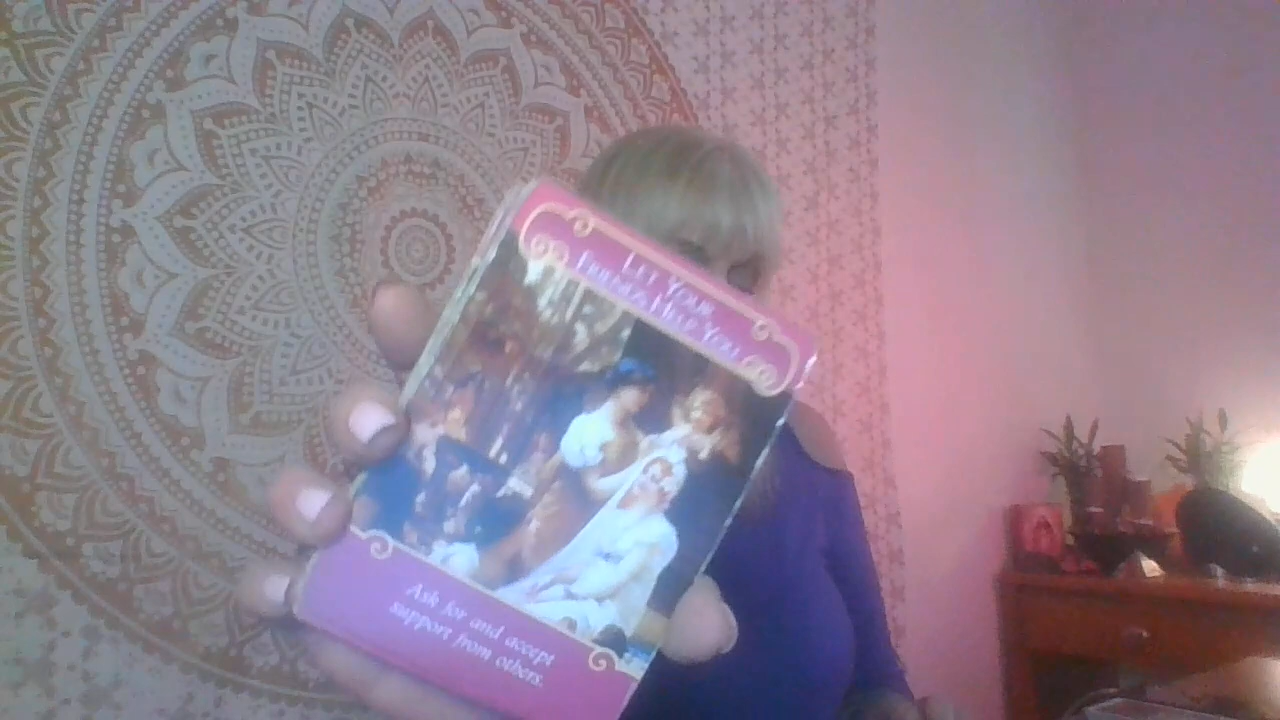 LET YOUR
FRIENDS HELP YOU
Ask for and accept
support from others.